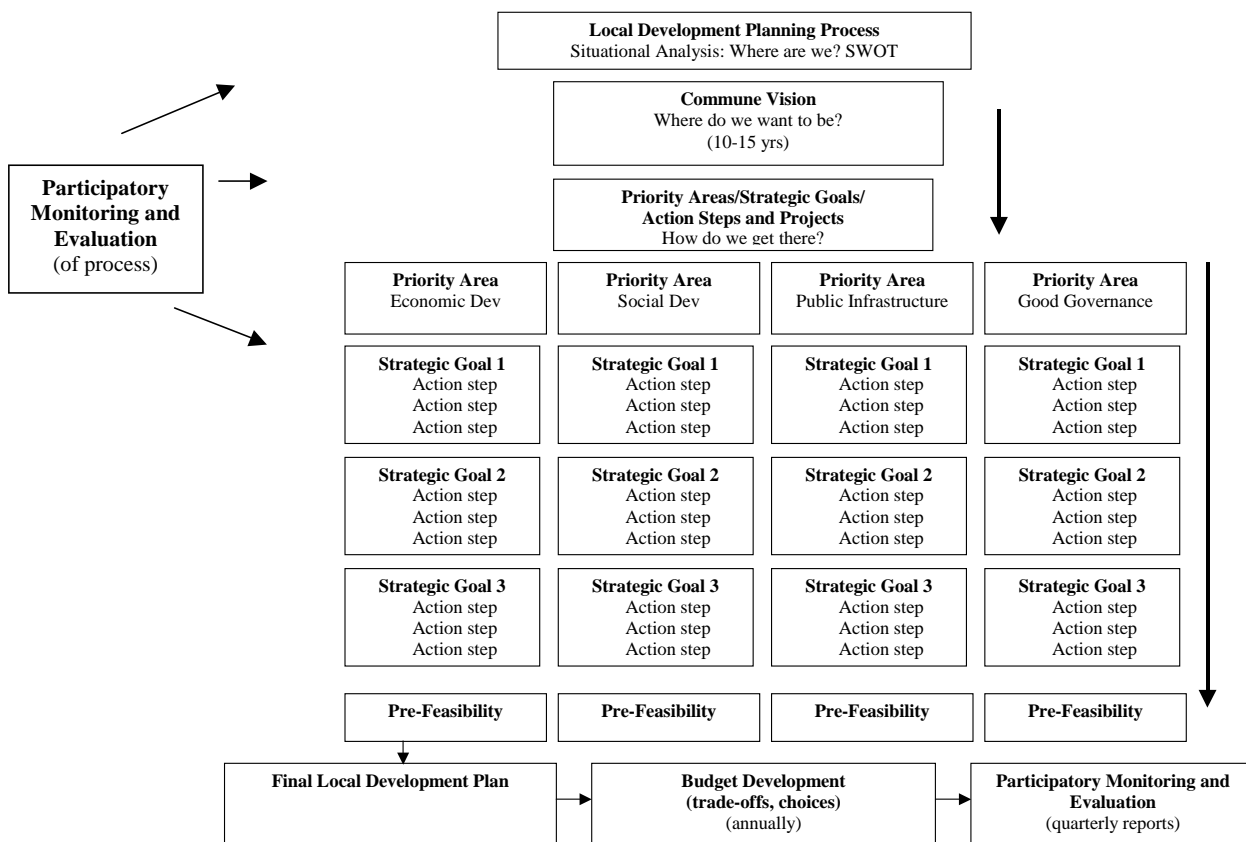 Local Development Planning Process
Situational Analysis: Where are we? SWOT
Commune Vision
Where do we want to be?
(10-15 yrs)
Participatory
Monitoring and
Evaluation
(of process)
Priority Areas/Strategic Goals/
Action Steps and Projects
How do we get there?
Priority Area
Economic Dev
Priority Area
Social Dev
Priority Area
Public Infrastructure
Priority Area
Good Governance
Strategic Goal 1
Action step
Action step
Action step
Strategic Goal 1
Action step
Action step
Action step
Strategic Goal 1
Action step
Action step
Action step
Strategic Goal 1
Action step
Action step
Action step
Strategic Goal 2
Action step
Action step
Action step
Strategic Goal 2
Action step
Action step
Action step
Strategic Goal 2
Action step
Action step
Action step
Strategic Goal 2
Action step
Action step
Action step
Strategic Goal 3
Action step
Action step
Action step
Strategic Goal 3
Action step
Action step
Action step
Strategic Goal 3
Action step
Action step
Action step
Strategic Goal 3
Action step
Action step
Action step
Pre-Feasibility
Pre-Feasibility
Pre-Feasibility
Pre-Feasibility
Final Local Development Plan
Budget Development
(trade-offs, choices)
(annually)
Participatory Monitoring and
Evaluation
(quarterly reports)